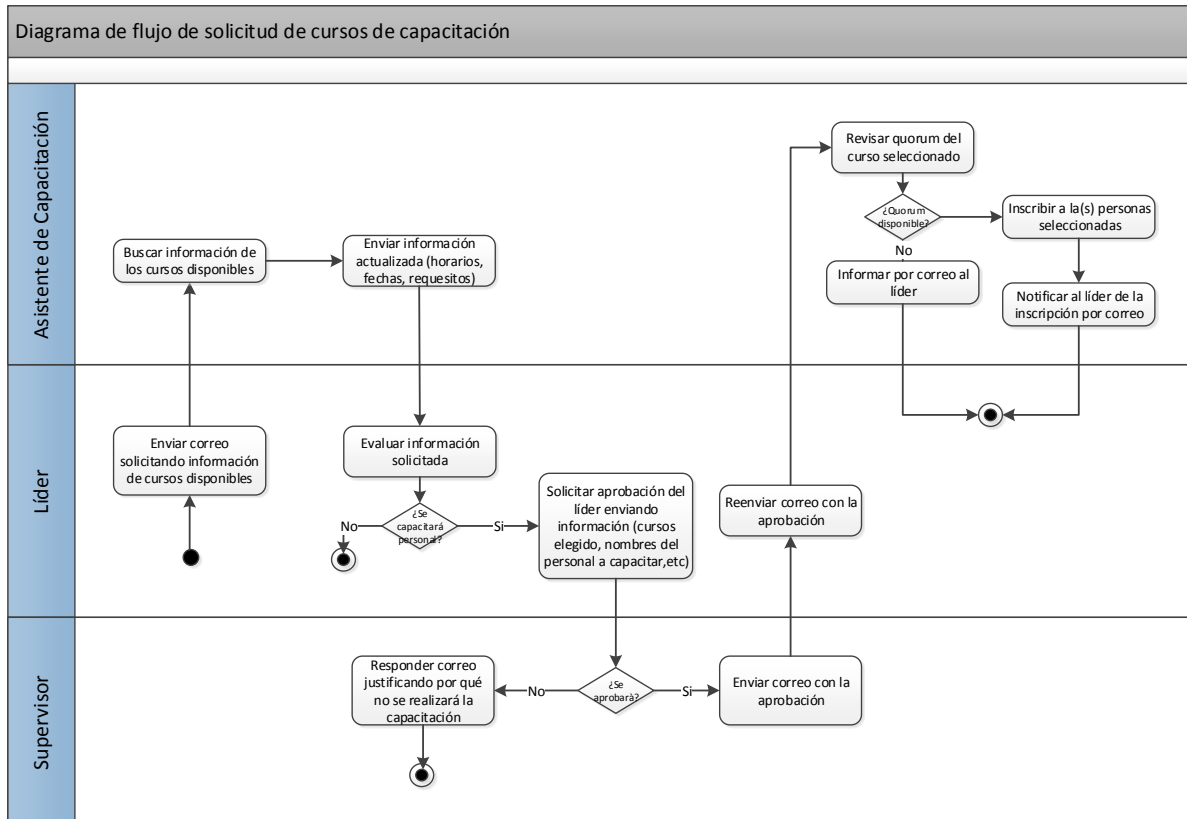 Diagrama de flujo de solicitud de cursos de capacitación
Asistente de Capacitación
Revisar quorum del
curso seleccionado
¿Quorum
disponible?
Inscribir a la(s) personas
seleccionadas
Buscar información de
los cursos disponibles
Enviar información
actualizada (horarios,
fechas, requesitos)
No
Informar por correo al
líder
Notificar al líder de la
inscripción por correo
Líder
Enviar correo
solicitando información
de cursos disponibles
Evaluar información
solicitada
¿Se
capacitará
personal?
No
Si
Solicitar aprobación del
líder enviando
información (cursos
elegido, nombres del
personal a capacitar,etc)
Reenviar correo con la
aprobación
Supervisor
Responder correo
justificando por qué
no se realizará la
capacitación
No
¿Se
aprobarà?
Si
Enviar correo con la
aprobación